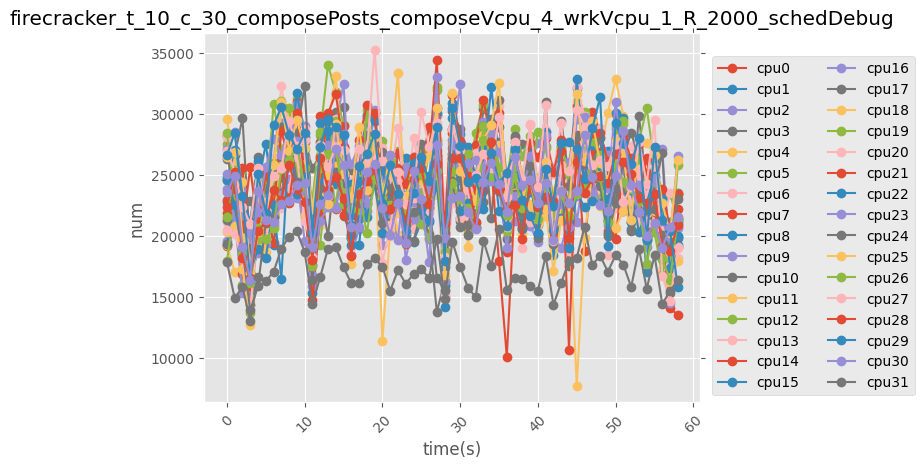 firecracker_t_10_c_30_composePosts_composeVcpu_4_wrkVcpu_1_R_2000_schedDebug
35000
30000
25000
20000
15000
10000
num
0 10 20 30 40 50 60
time(s)
cpu0 cpu16
cpu1 cpu17
cpu2 cpu18
cpu3 cpu19
cpu4 cpu20
cpu5 cpu21
cpu6 cpu22
cpu7 cpu23
cpu8 cpu24
cpu9 cpu25
cpu10 cpu26
cpu11 cpu27
cpu12 cpu28
cpu13 cpu29
cpu14 cpu30
cpu15 cpu31